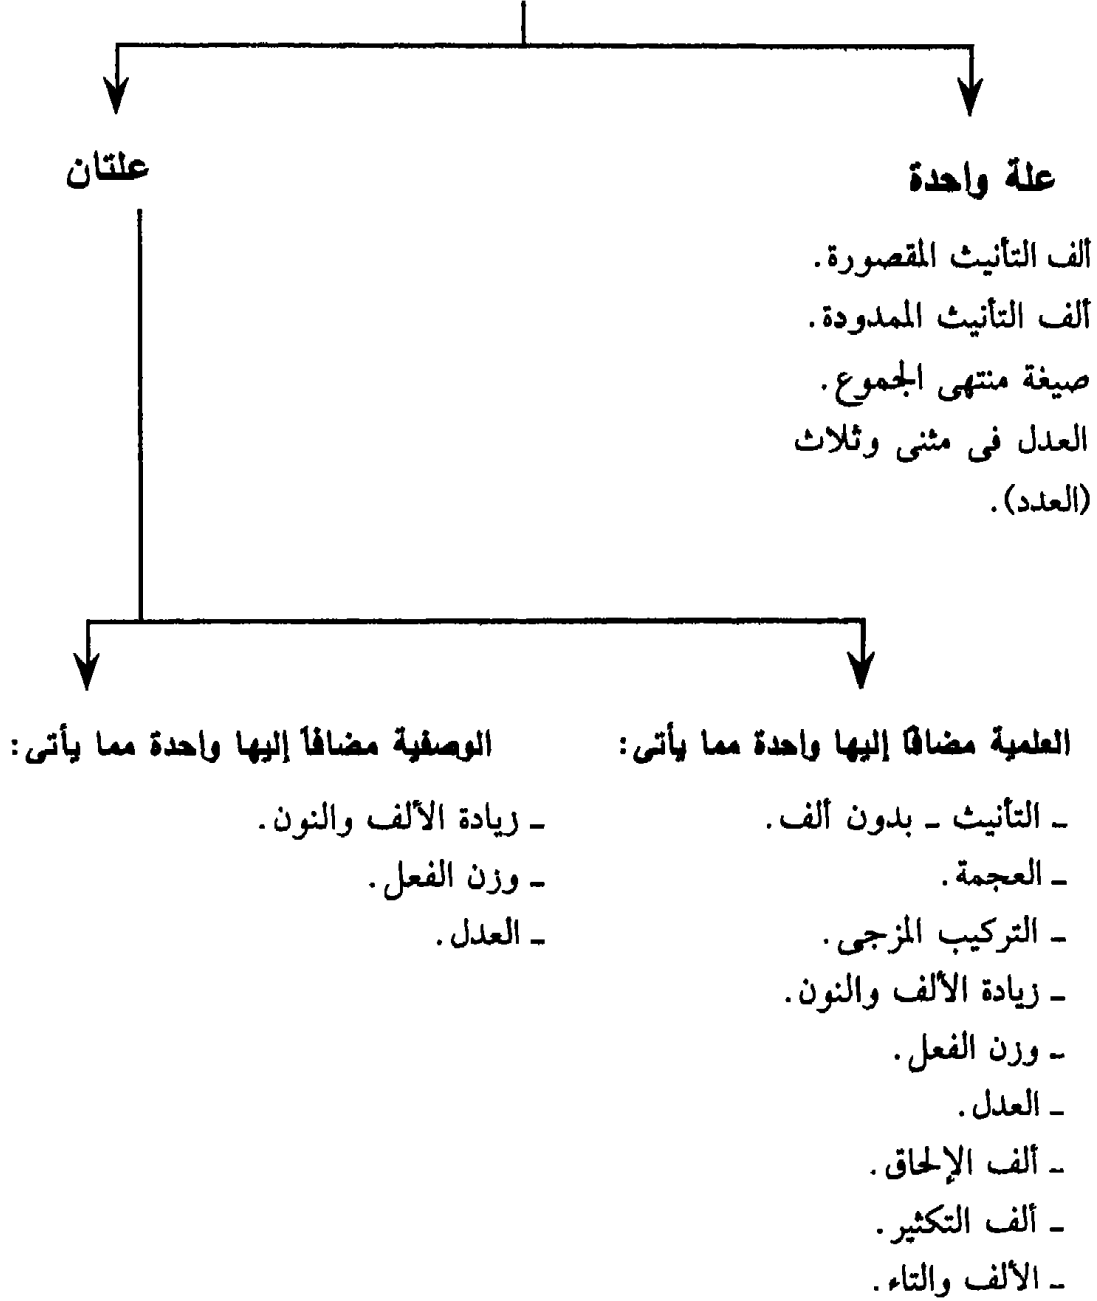 علة واحدة
ألف التأنيث المقصورة.
ألف التأنيث الممدودة.
صيغة منتهى الجموع.
العدل فى مثنى وثلاث
(العدد).
علتان
العلمية مضافًا إليها واحدة مما يأتى:
ـ التأنيث ـ بدون ألف.
ـ العجمة.
ـ التركيب المزجى.
ـ زيادة الألف والنون.
ـ وزن الفعل.
ـ العدل.
ـ ألف الإلحاق.
ـ ألف التكثير.
ـ الألف والتاء.
الوصفية مضافًا إليها واحدة مما يأتى:
ـ زيادة الألف والنون.
ـ وزن الفعل.
ـ العدل.